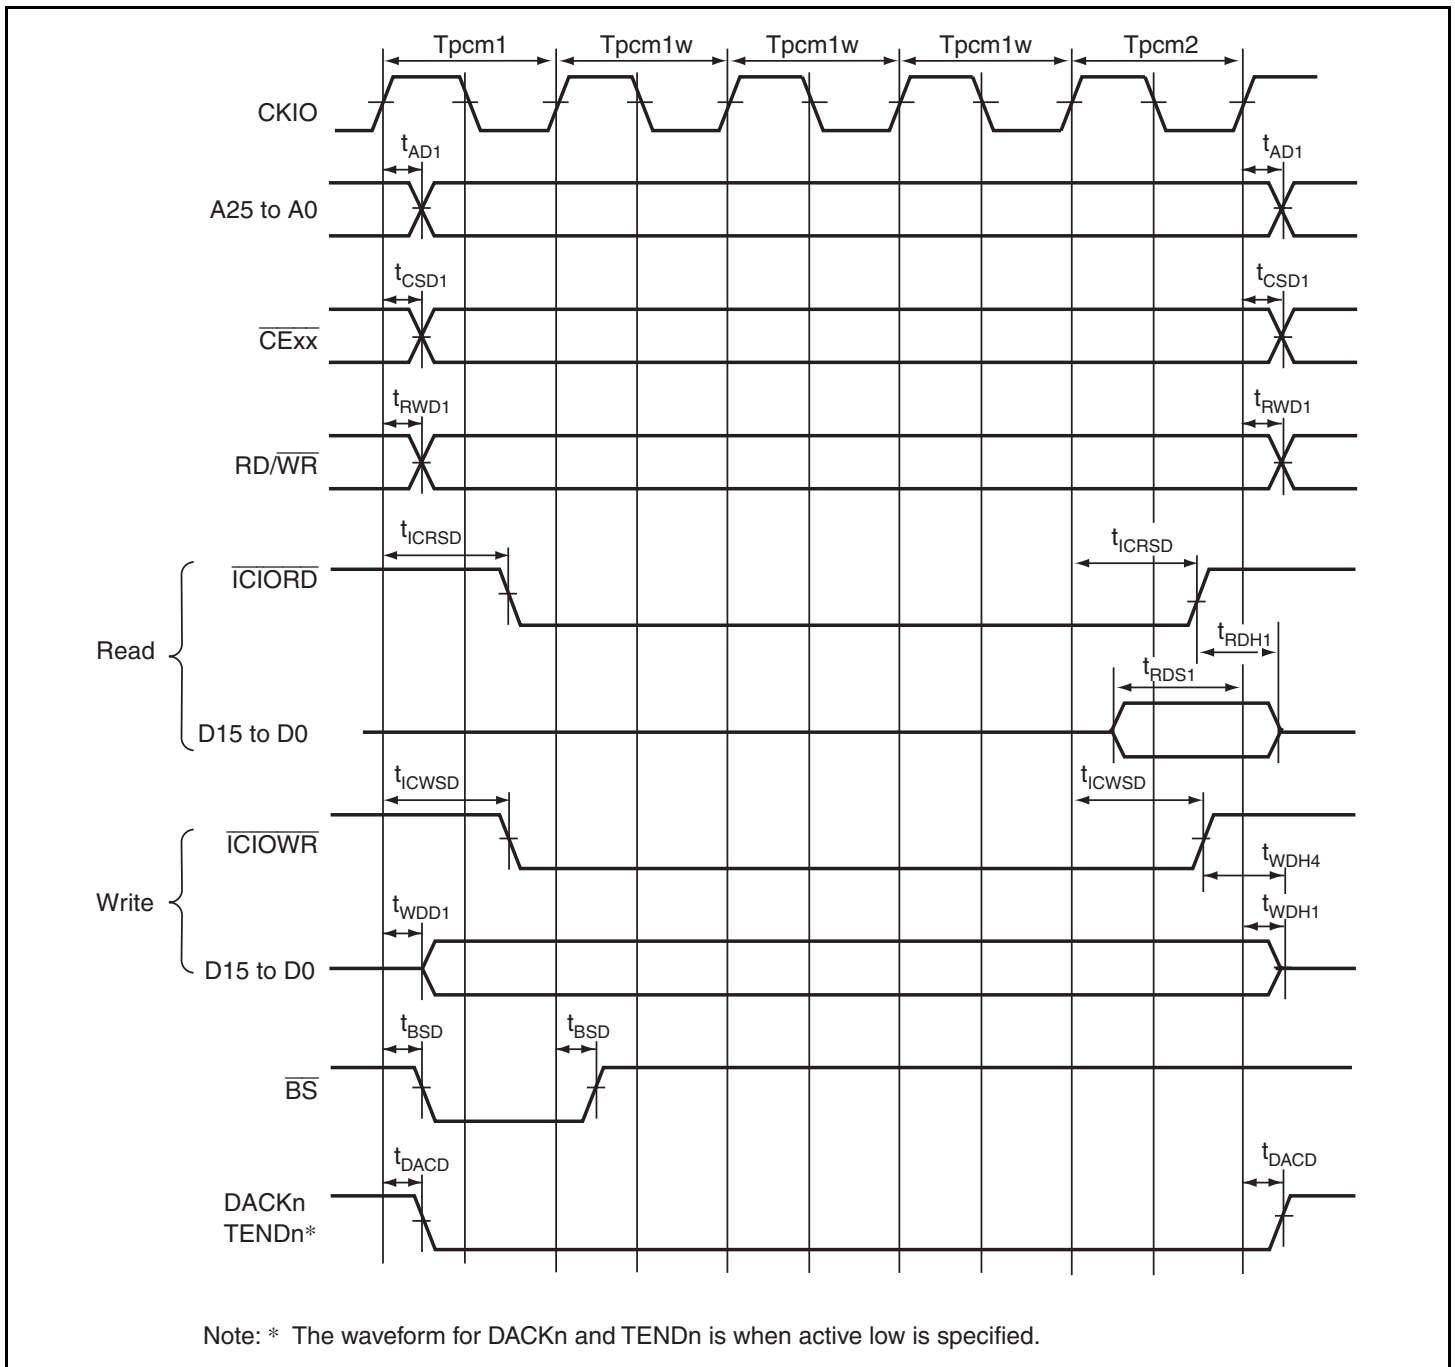 Tpcm1 Tpcm1w Tpcm1w Tpcm1w Tpcm2
CKIO
tAD1 tAD1
A25 to A0
tCSD1 tCSD1
CExx
tRWD1 tRWD1
RD/WR
tICRSD tICRSD
ICIORD
tRDH1
Read
tRDS1
D15 to D0
tICWSD tICWSD
ICIOWR
tWDH4
Write
tWDD1 tWDH1
D15 to D0
tBSD tBSD
BS
tDACD tDACD
DACKn
TENDn*
Note: * The waveform for DACKn and TENDn is when active low is specified.